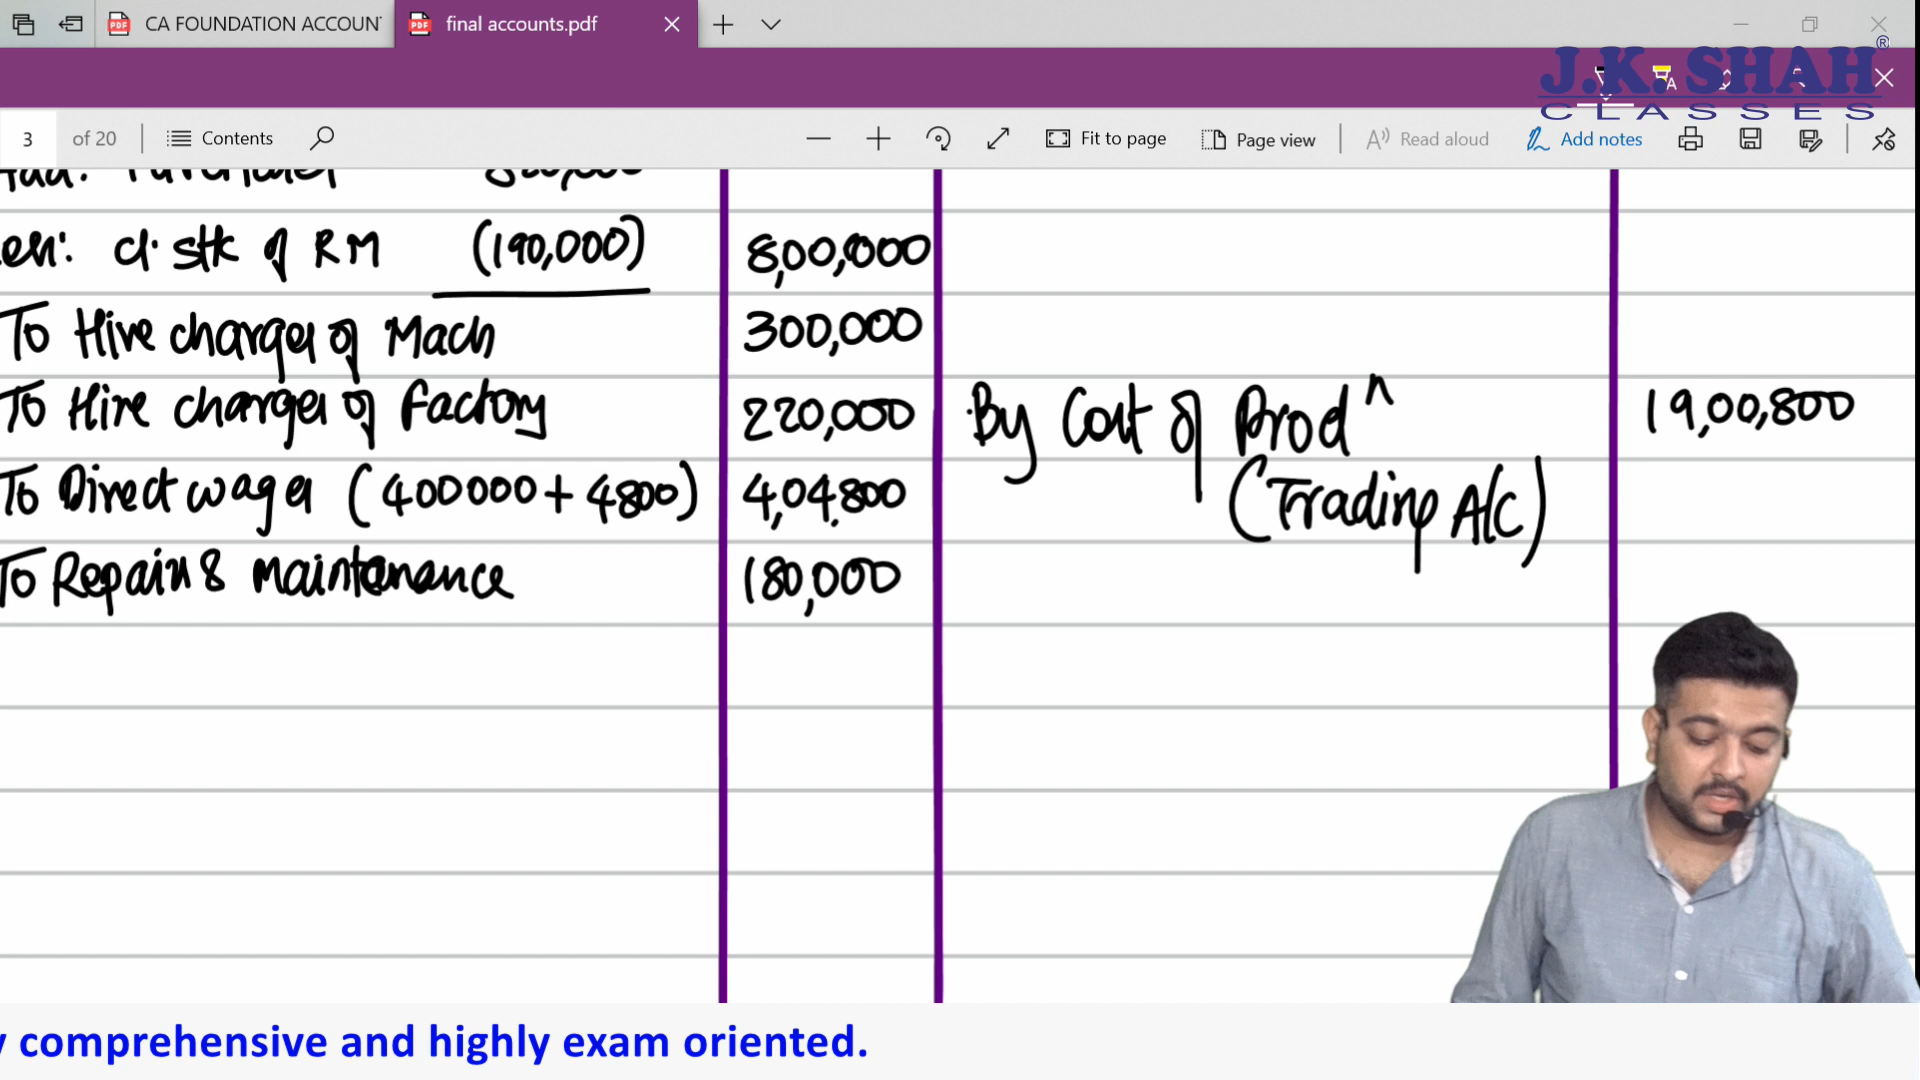 CA FOUNDATION ACCOUN
final accounts.pdf
J.K. SHAH®
CLASSES
3 of 20 Contents Fit to page Page view Read aloud Add notes
Add: Purchases
Less: cl. stk of RM (190,000) 8,00,000
To Hire charges of Mach 300,000
To Hire charges of factory 220,000 By Cost of Prodⁿ 19,00,800
To Direct wages (400000 + 4800) 4,04,800 (Trading A/C)
To Repairs & maintenance 180,000
comprehensive and highly exam oriented.